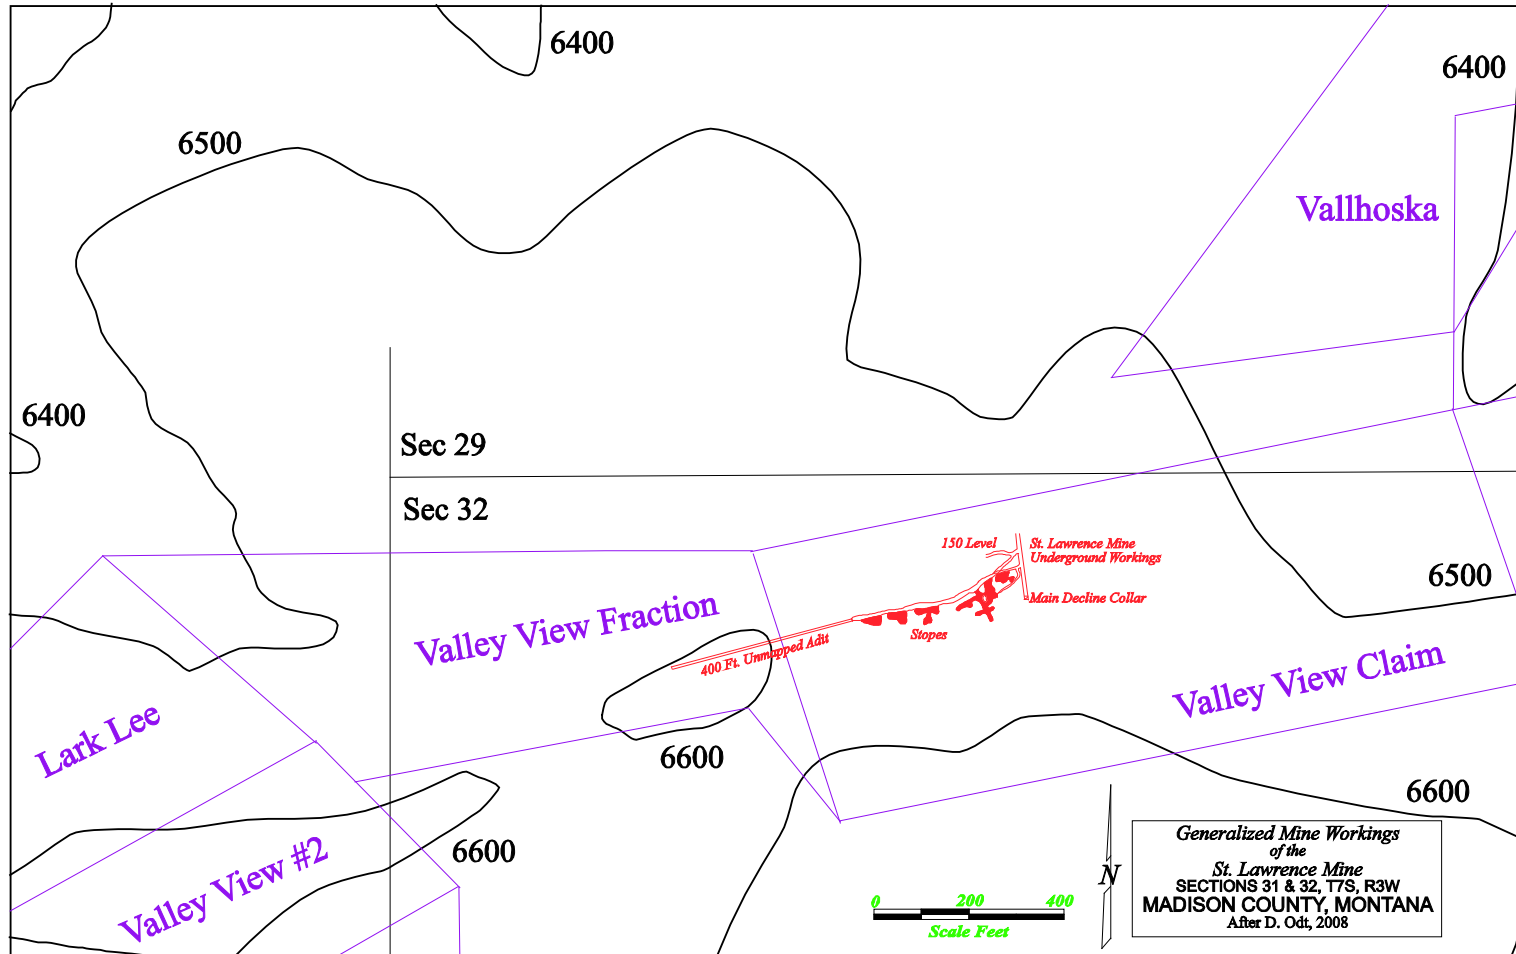 6400
6400
6500
Vallhoska
6400
Sec 29
Sec 32
150 Level
St. Lawrence Mine
Underground Workings
6500
Main Decline Collar
Valley View Fraction
Stopes
400 Ft. Unmapped Adit
Valley View Claim
Lark Lee
6600
6600
6600
Valley View #2
N
0 200 400
Scale Feet
Generalized Mine Workings
of the
St. Lawrence Mine
SECTIONS 31 & 32, T7S, R3W
MADISON COUNTY, MONTANA
After D. Odt, 2008